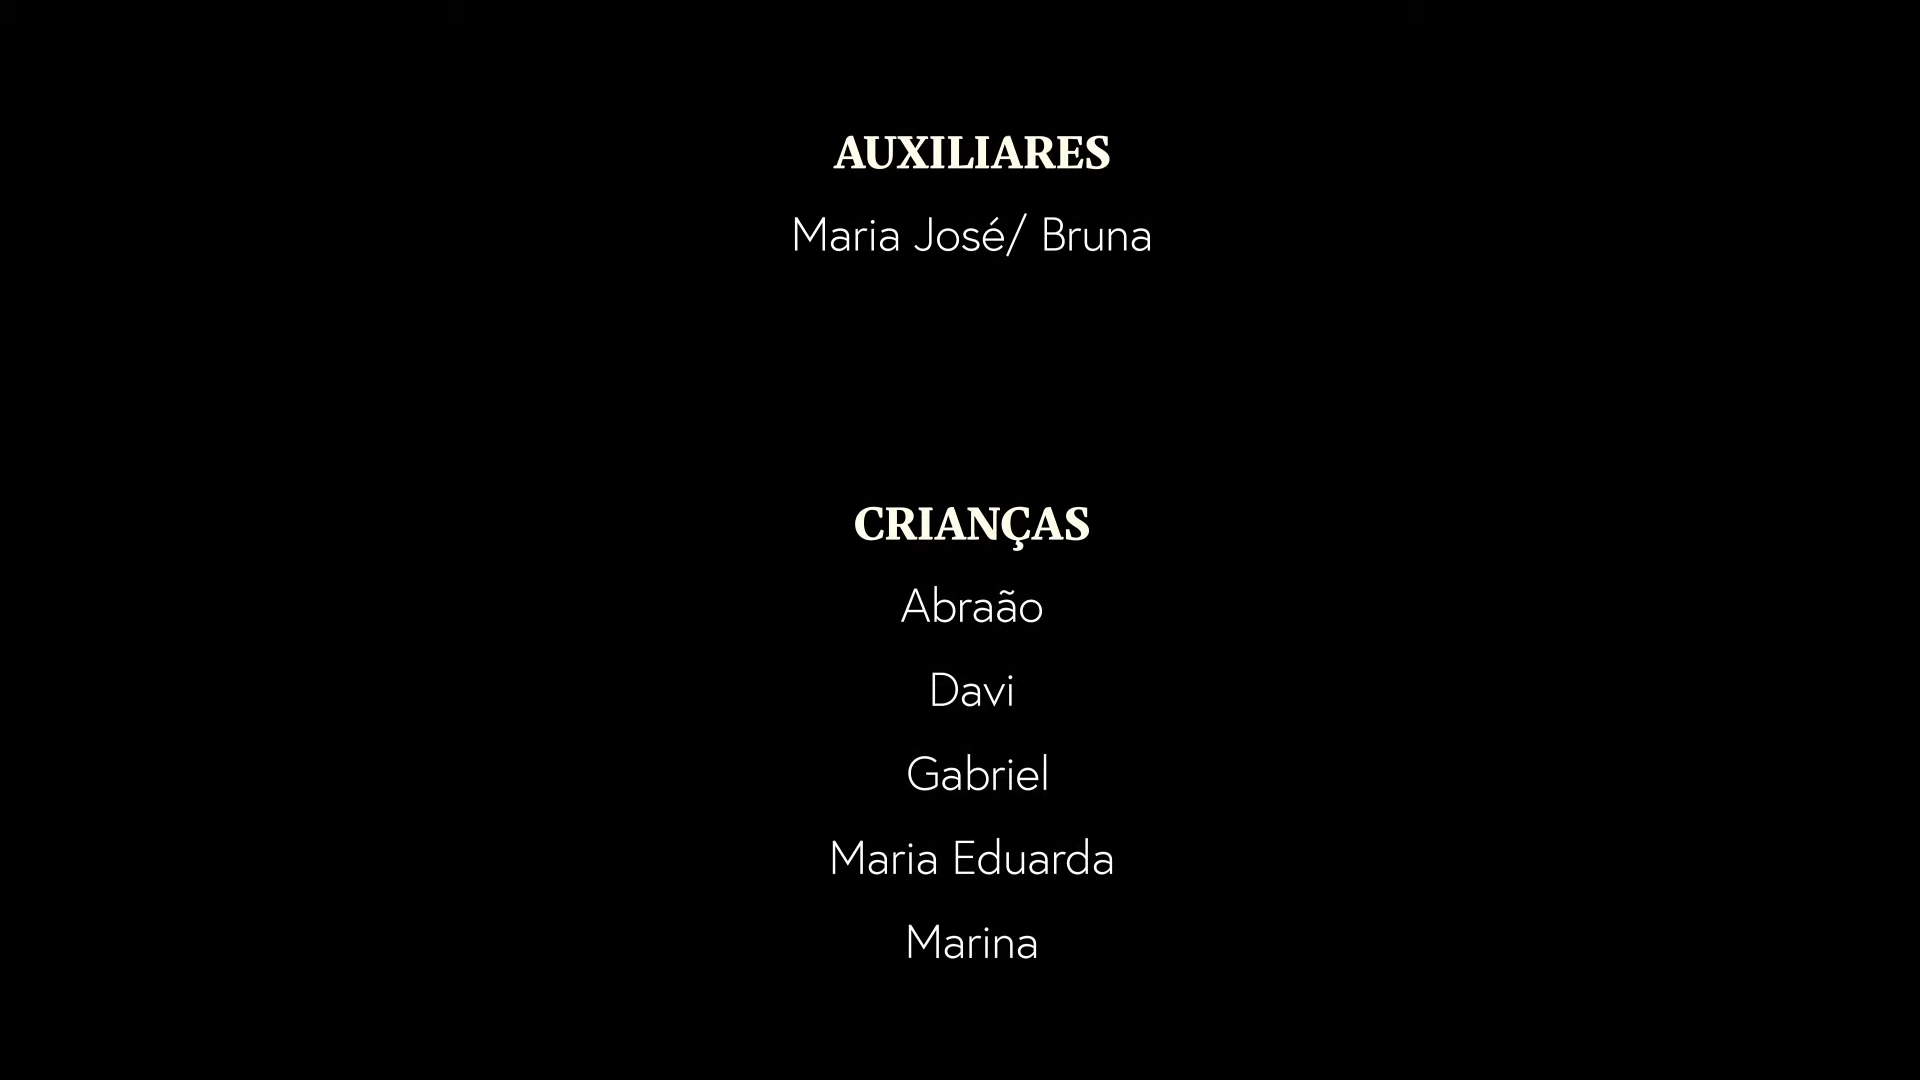 AUXILIARES
Maria José/ Bruna
CRIANÇAS
Abraão
Davi
Gabriel
Maria Eduarda
Marina